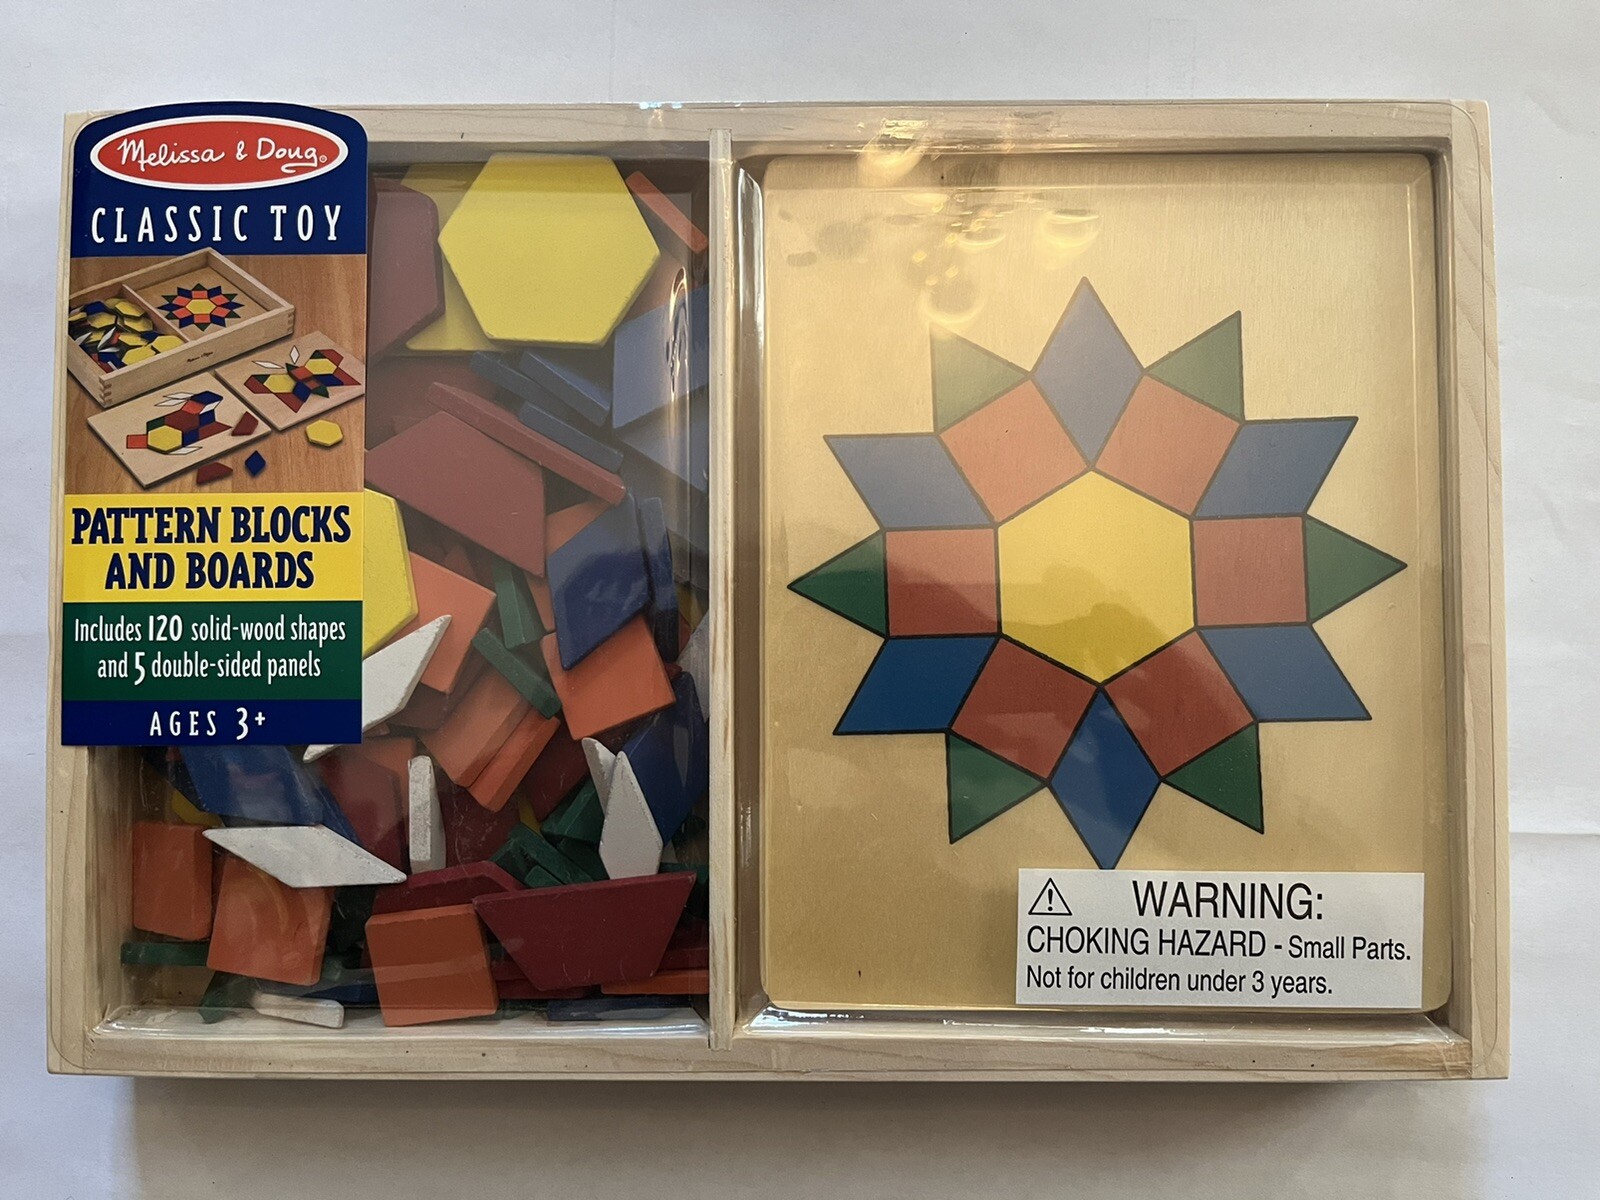 Melissa & Doug®
CLASSIC TOY
PATTERN BLOCKS
AND BOARDS
Includes 120 solid-wood shapes
and 5 double-sided panels
AGES 3+
WARNING:
CHOKING HAZARD - Small Parts.
Not for children under 3 years.